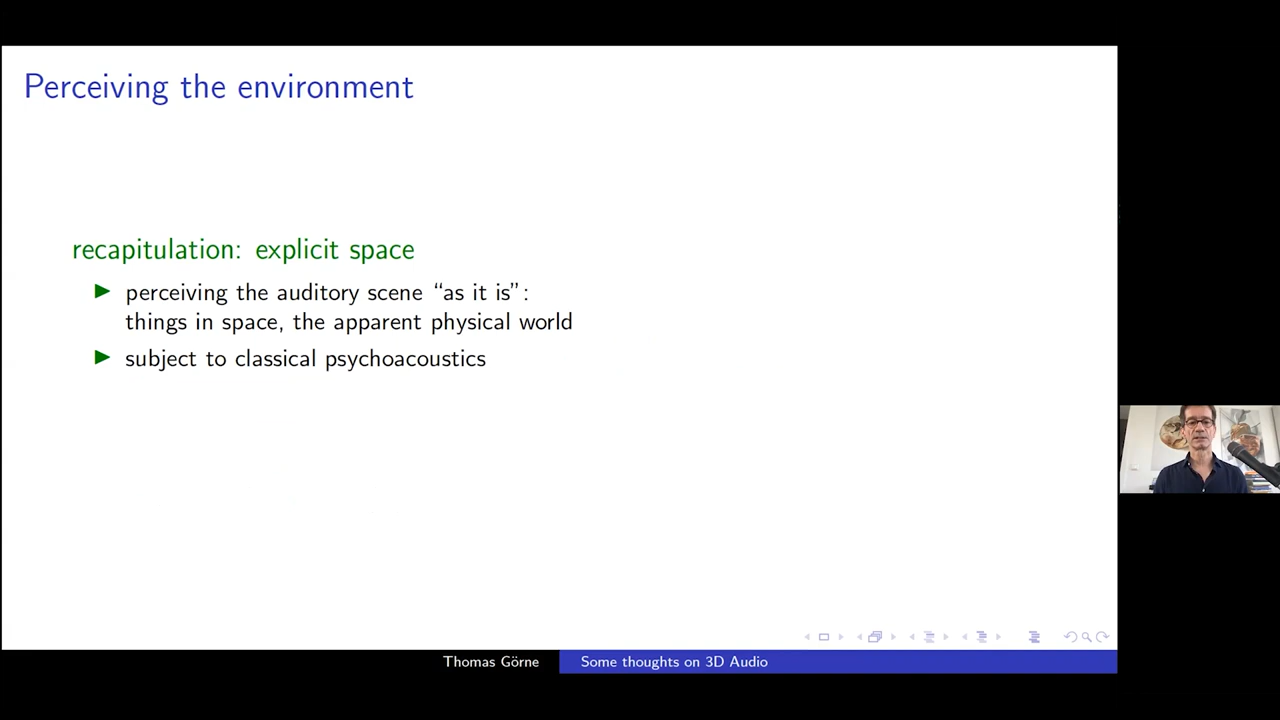 Perceiving the environment
recapitulation: explicit space
perceiving the auditory scene “as it is”:
things in space, the apparent physical world
subject to classical psychoacoustics
Thomas Görne
Some thoughts on 3D Audio